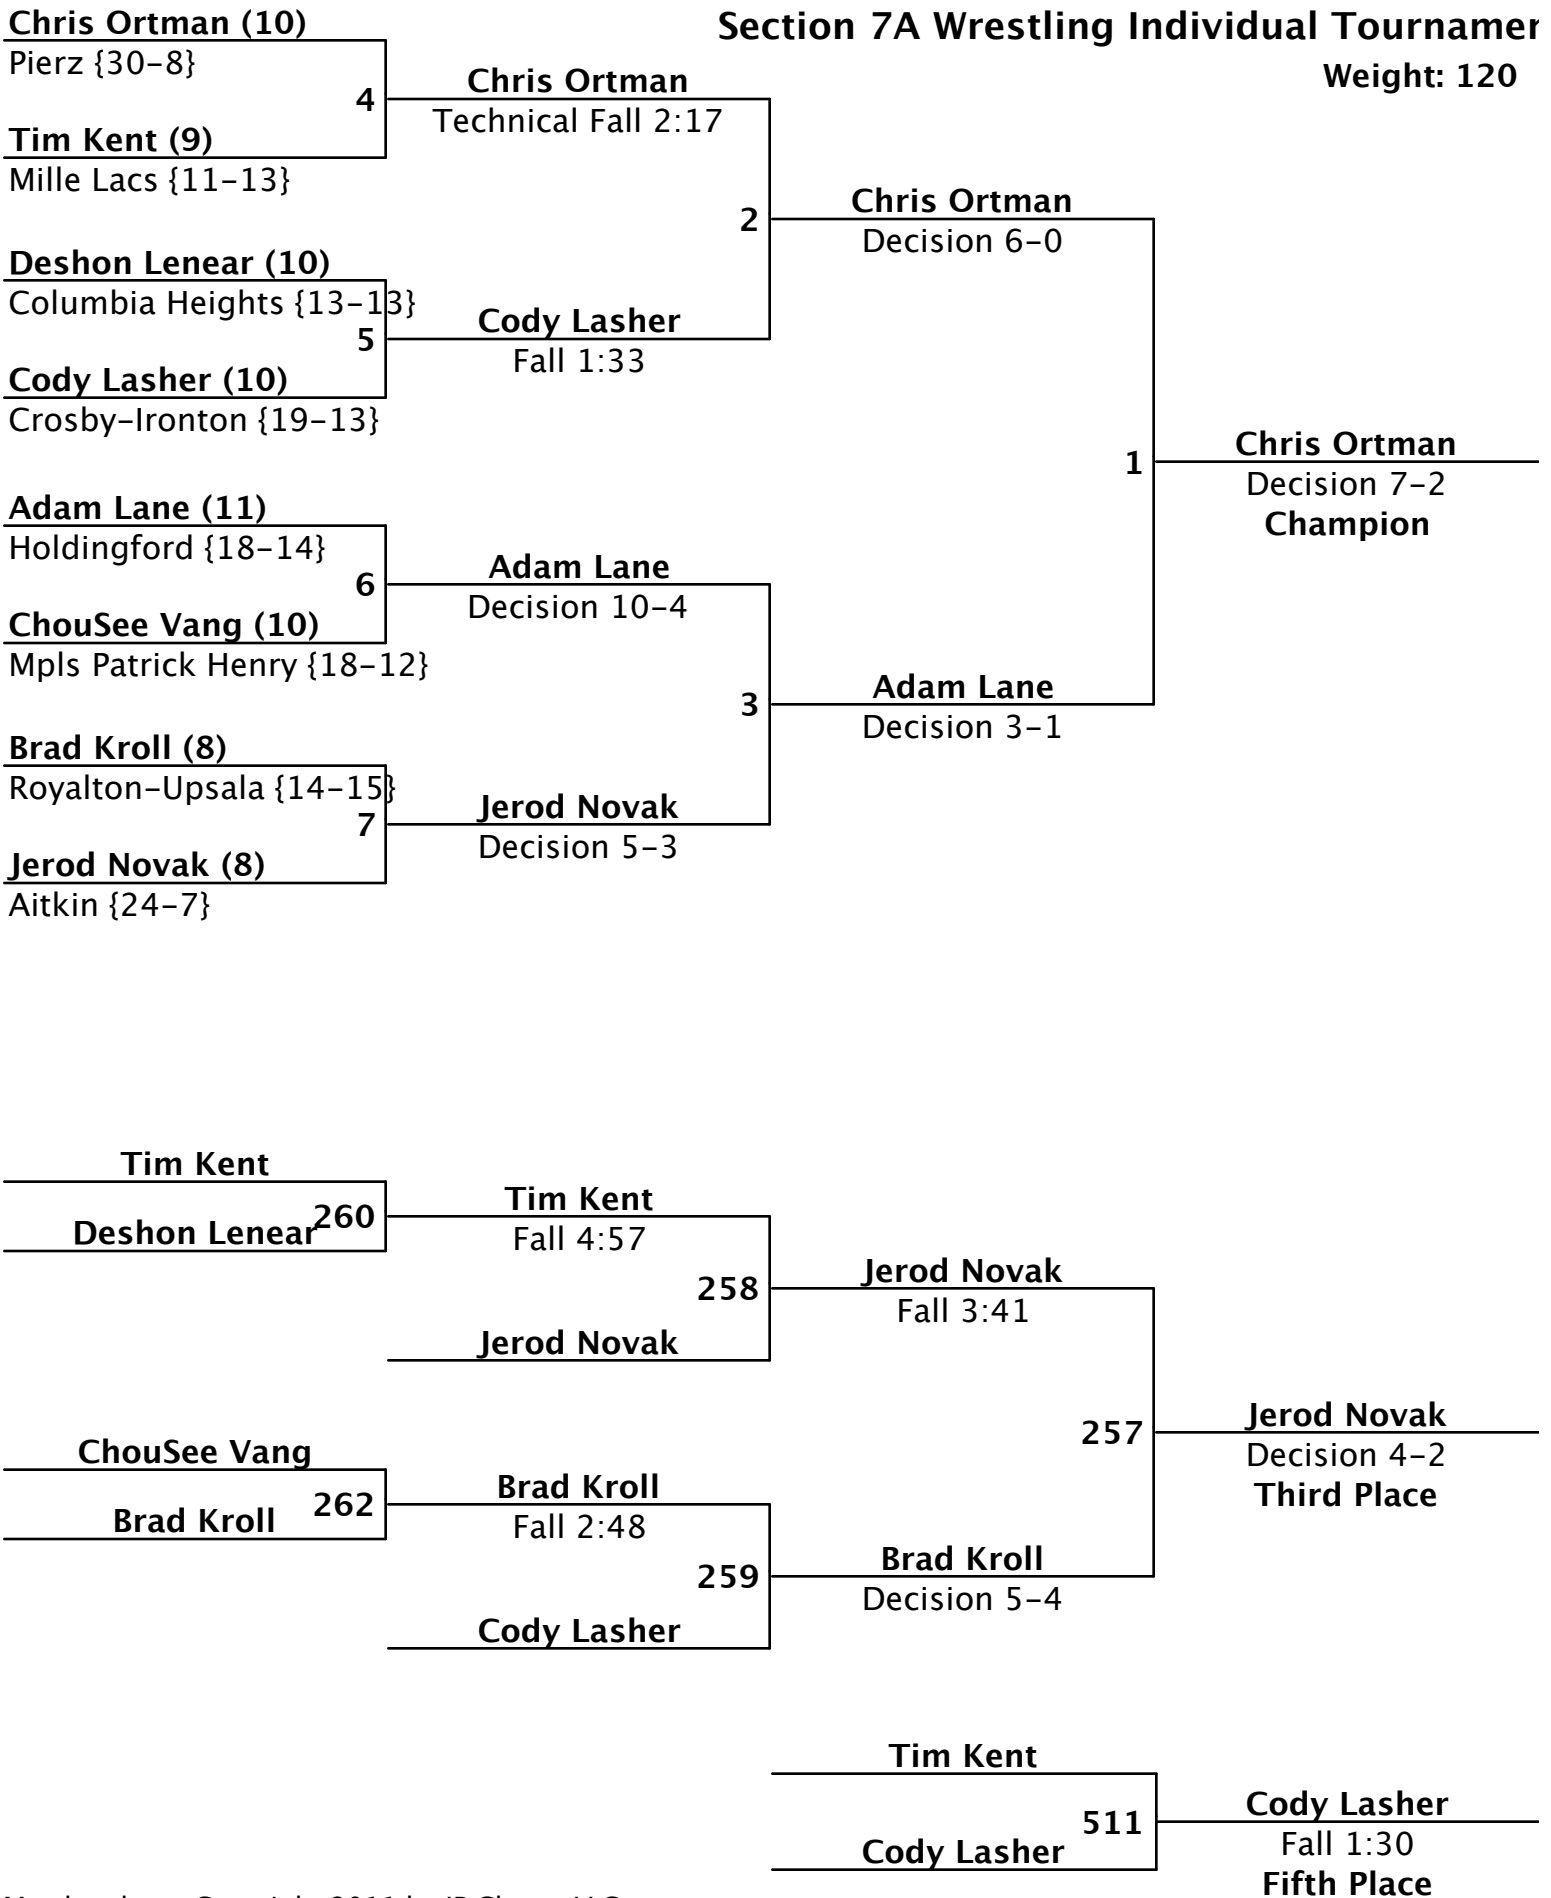 Chris Ortman (10)
Section 7A Wrestling Individual
Pierz {30-8}
Weight: 120
4
Chris Ortman
Technical Fall 2:17
Tim Kent (9)
Mille Lacs {11-13}
2
Chris Ortman
Decision 6-0
Deshon Lenear (10)
Columbia Heights {13-13}
5
Cody Lasher
Fall 1:33
Cody Lasher (10)
Crosby-Ironton {19-13}
1
Chris Ortman
Decision 7-2
Champion
Adam Lane (11)
Holdingford {18-14}
6
Adam Lane
Decision 10-4
ChouSee Vang (10)
Mpls Patrick Henry {18-12}
3
Adam Lane
Decision 3-1
Brad Kroll (8)
Royalton-Upsala {14-15}
7
Jerod Novak
Decision 5-3
Jerod Novak (8)
Aitkin {24-7}
Tim Kent
260
Deshon Lenear
Tim Kent
Fall 4:57
258
Jerod Novak
Jerod Novak
Fall 3:41
257
Jerod Novak
Decision 4-2
Third Place
ChouSee Vang
262
Brad Kroll
Brad Kroll
Fall 2:48
259
Cody Lasher
Brad Kroll
Decision 5-4
Tim Kent
511
Cody Lasher
Cody Lasher
Fall 1:30
Fifth Place